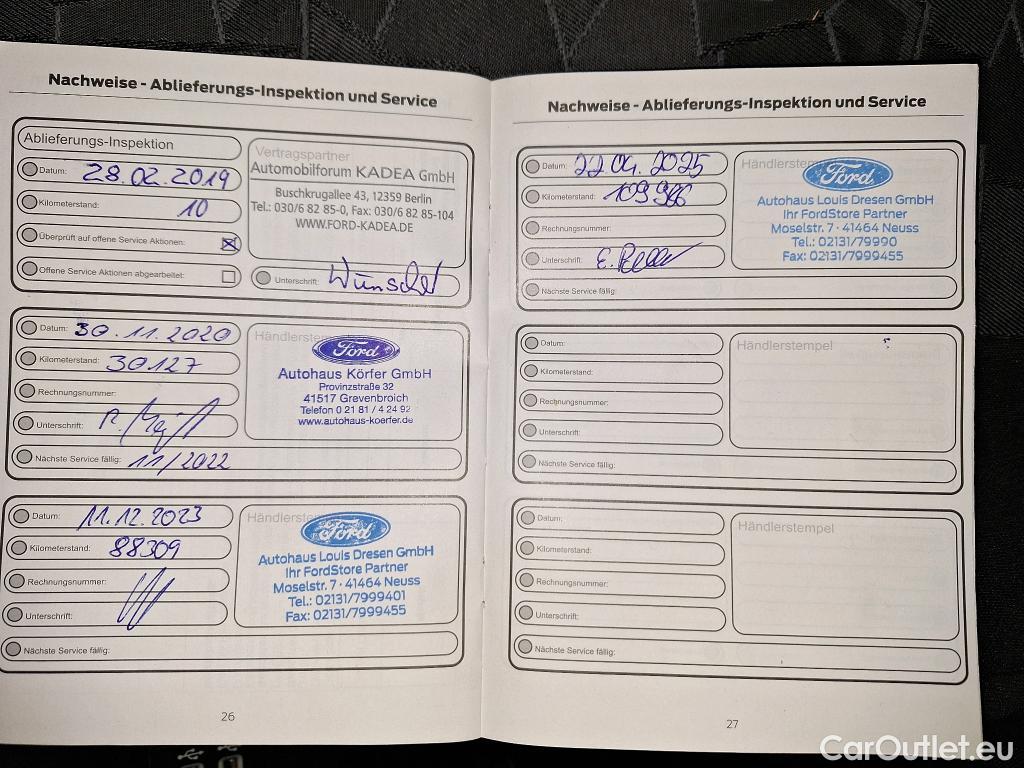 Nachweise - Ablieferungs-Inspektion und Service
Ablieferungs-Inspektion
Datum: 28.02.2019
Kilometerstand: 10
Überprüft auf offene Service Aktionen:
Offene Service Aktionen abgearbeitet:
Vertragspartner
Automobilforum KADEA GmbH
Buschkrugallee 43, 12359 Berlin
Tel.: 030/6 82 85-0, Fax: 030/6 82 85-104
WWW.FORD-KADEA.DE
Unterschrift:
Datum: 30.11.2020
Kilometerstand: 30127
Rechnungsnummer:
Unterschrift:
Nächste Service fällig: 11/2022
Ford
Autohaus Körfer GmbH
Provinzstraße 32
41517 Grevenbroich
Telefon 0 21 81 / 4 24 92
www.autohaus-koerfer.de
Datum: 11.12.2023
Kilometerstand: 88309
Rechnungsnummer:
Unterschrift:
Nächste Service fällig:
Ford
Autohaus Louis Dresen GmbH
Ihr FordStore Partner
Moselstr. 7 · 41464 Neuss
Tel.: 02131/7999401
Fax: 02131/7999455
26
Nachweise - Ablieferungs-Inspektion und Service
Datum: 22.04.2025
Kilometerstand: 109986
Rechnungsnummer:
Unterschrift:
Nächste Service fällig:
Ford
Autohaus Louis Dresen GmbH
Ihr FordStore Partner
Moselstr. 7 · 41464 Neuss
Tel.: 02131/79990
Fax: 02131/7999455
Datum:
Kilometerstand:
Rechnungsnummer:
Unterschrift:
Nächste Service fällig:
Händlerstempel
Datum:
Kilometerstand:
Rechnungsnummer:
Unterschrift:
Nächste Service fällig:
Händlerstempel
27
CarOutlet.eu